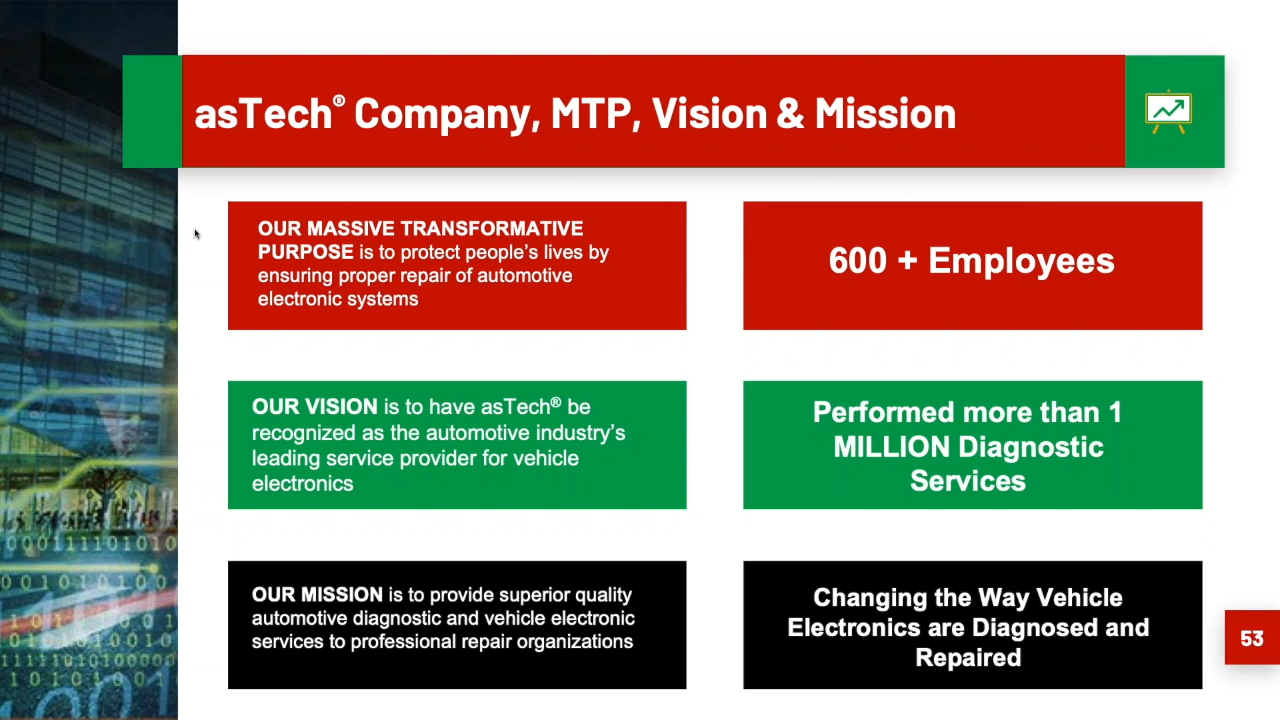 asTech® Company, MTP, Vision & Mission
OUR MASSIVE TRANSFORMATIVE
PURPOSE is to protect people’s lives by
ensuring proper repair of automotive
electronic systems
600 + Employees
OUR VISION is to have asTech® be
recognized as the automotive industry’s
leading service provider for vehicle
electronics
Performed more than 1
MILLION Diagnostic
Services
OUR MISSION is to provide superior quality
automotive diagnostic and vehicle electronic
services to professional repair organizations
Changing the Way Vehicle
Electronics are Diagnosed and
Repaired
53